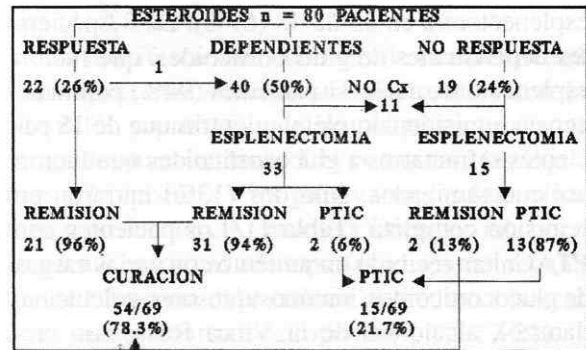 ESTEROIDES n = 80 PACIENTES
RESPUESTA DEPENDIENTES NO RESPUESTA
1
22 (26%) 40 (50%) NO Cx 19 (24%)
11
ESPLENECTOMIA ESPLENECTOMIA
33 15
REMISION REMISION PTIC REMISION PTIC
21 (96%) 31 (94%) 2 (6%) 2 (13%) 13(87%)
CURACION PTIC
54/69 15/69
(78.3%) (21.7%)